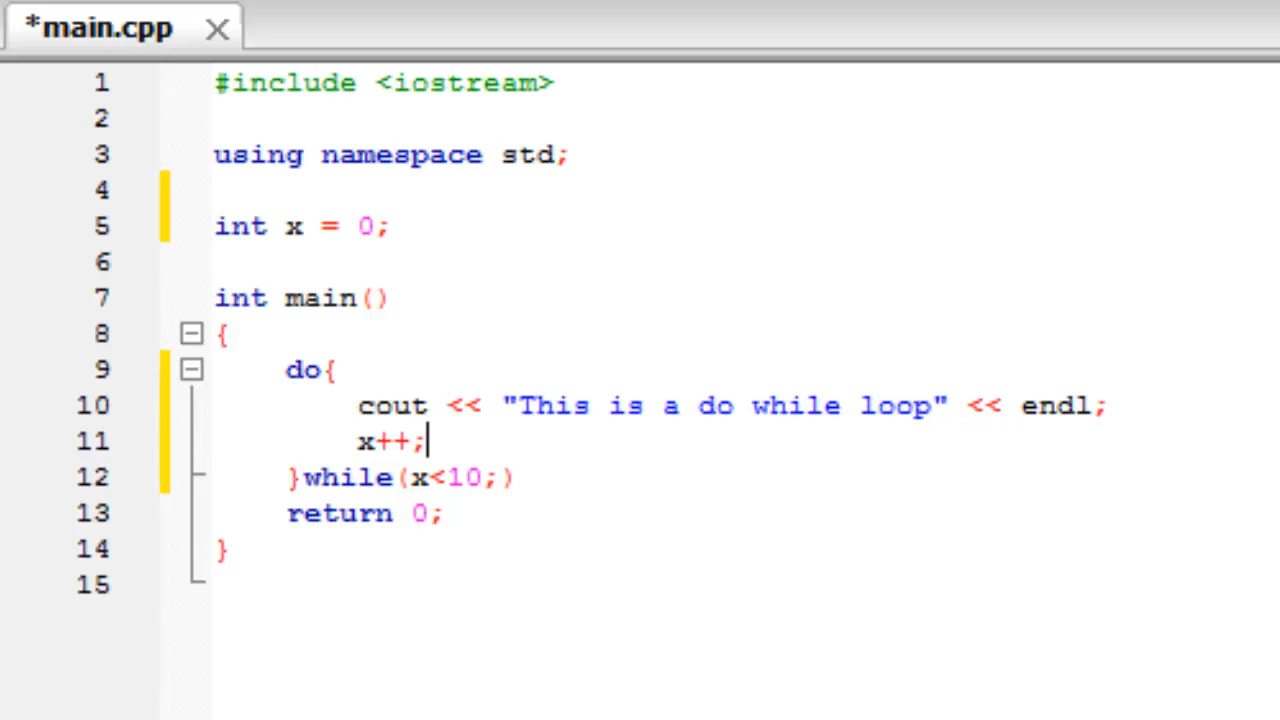 *main.cpp
1 #include <iostream>
2
3 using namespace std;
4
5 int x = 0;
6
7 int main()
8 {
9 do{
10 cout << "This is a do while loop" << endl;
11 x++;
12 }while(x<10;)
13 return 0;
14 }
15